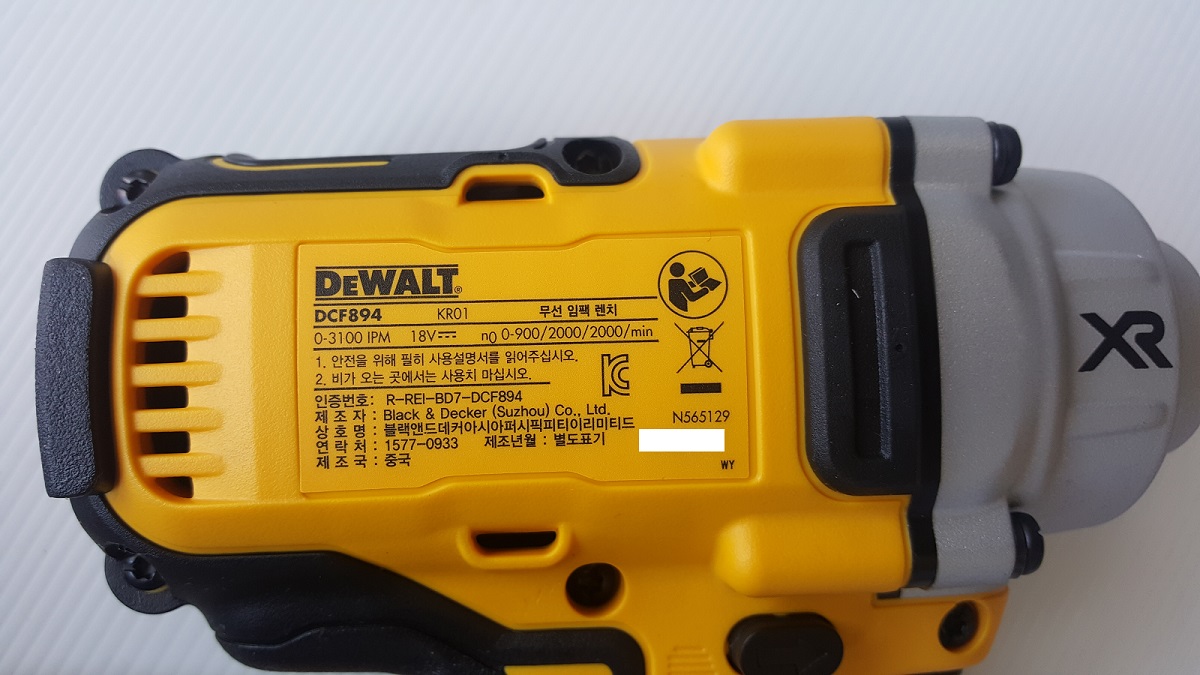 DEWALT®
DCF894 KR01 무선 임팩 렌치
0-3100 IPM 18V⎓ n0 0-900/2000/2000/min
1. 안전을 위해 필히 사용설명서를 읽어주십시오.
2. 비가 오는 곳에서는 사용치 마십시오.
인증번호: R-REI-BD7-DCF894
제 조 자 : Black & Decker (Suzhou) Co., Ltd.
상 호 명 : 블랙앤드데커아시아퍼시픽피티이리미티드
연 락 처 : 1577-0933 제조년월 : 별도표기
제 조 국 : 중국
KC
N565129
WY
XR